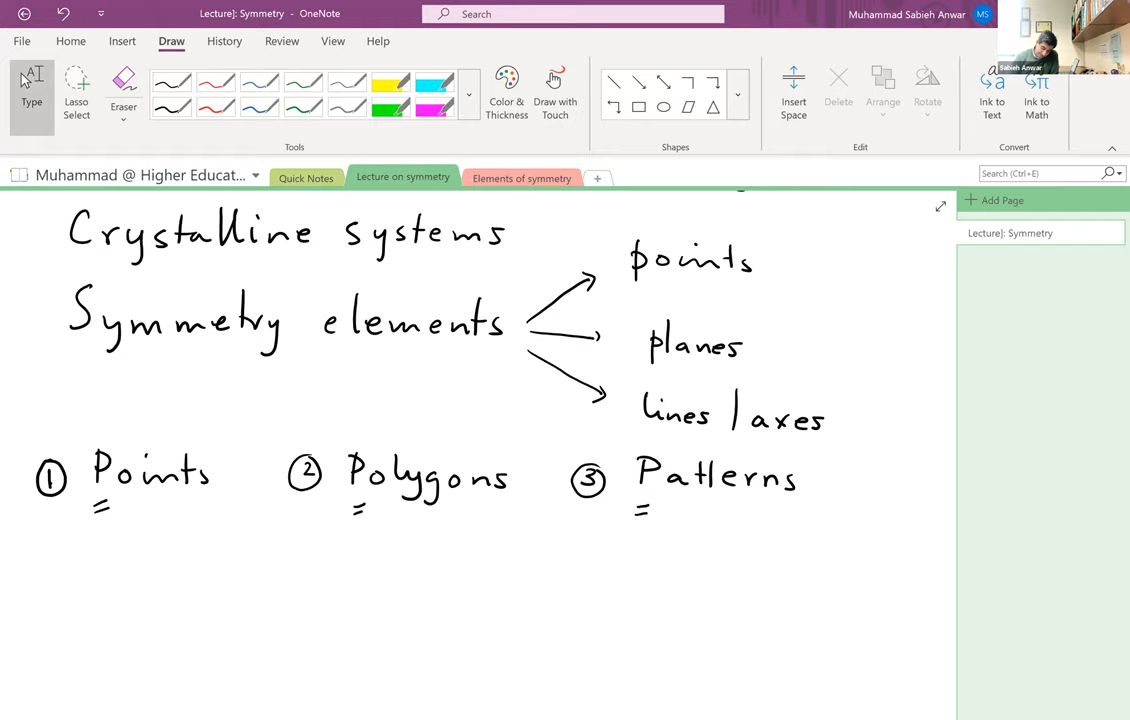 Lecture]: Symmetry - OneNote
Search
Muhammad Sabieh Anwar
MS
File Home Insert Draw History Review View Help
Sabieh Anwar
Type
Lasso Select
Eraser
Color & Thickness
Draw with Touch
Insert Space
Delete
Arrange
Rotate
Ink to Text
Ink to Math
Tools
Shapes
Edit
Convert
Muhammad @ Higher Educat...
Quick Notes
Lecture on symmetry
Elements of symmetry
Search (Ctrl+E)
Add Page
Lecture]: Symmetry
Crystalline systems
points
Symmetry elements
planes
lines / axes
① Points ② Polygons ③ Patterns